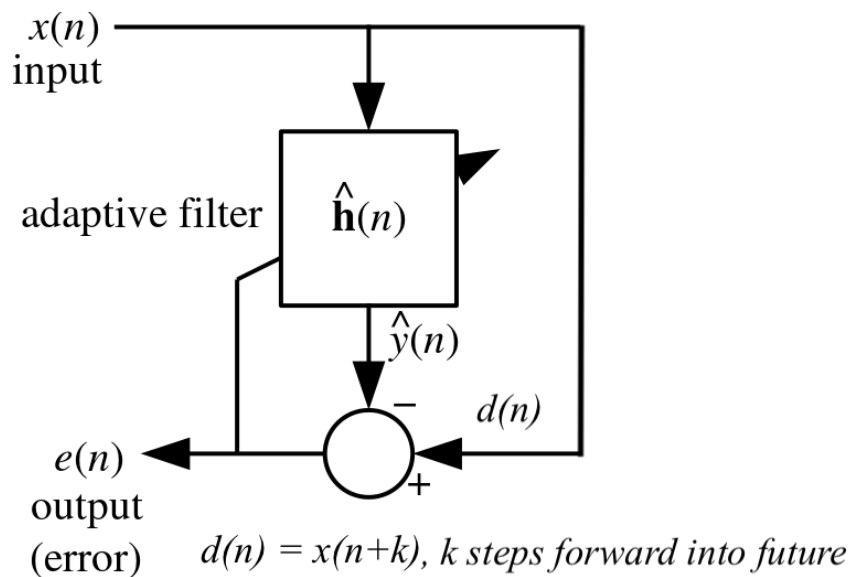 x(n)
input
adaptive filter
ĥ(n)
ŷ(n)
−
d(n)
+
e(n)
output
(error)
d(n) = x(n+k), k steps forward into future